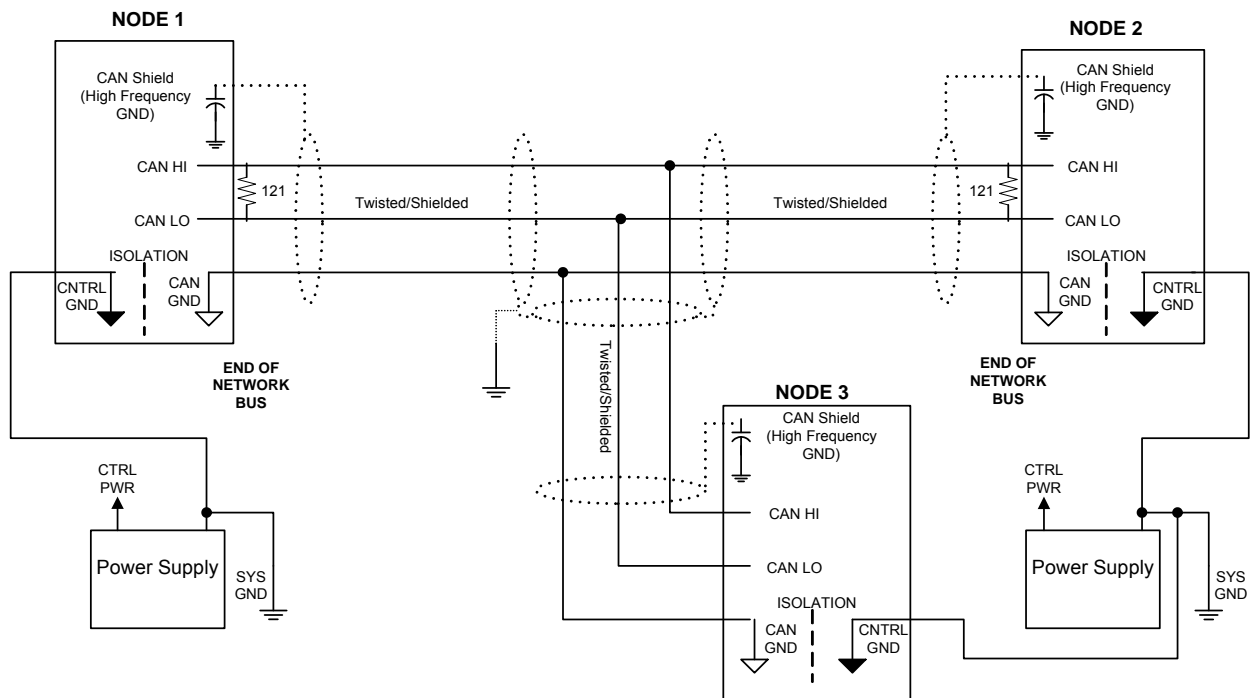 NODE 1
CAN Shield
(High Frequency
GND)
CAN HI
121
CAN LO
ISOLATION
CNTRL
GND
CAN
GND
END OF
NETWORK
BUS
Twisted/Shielded
Twisted/Shielded
NODE 2
CAN Shield
(High Frequency
GND)
CAN HI
121
CAN LO
ISOLATION
CAN
GND
CNTRL
GND
END OF
NETWORK
BUS
Twisted/Shielded
NODE 3
CAN Shield
(High Frequency
GND)
CAN HI
CAN LO
ISOLATION
CAN
GND
CNTRL
GND
CTRL
PWR
Power Supply
SYS
GND
CTRL
PWR
Power Supply
SYS
GND